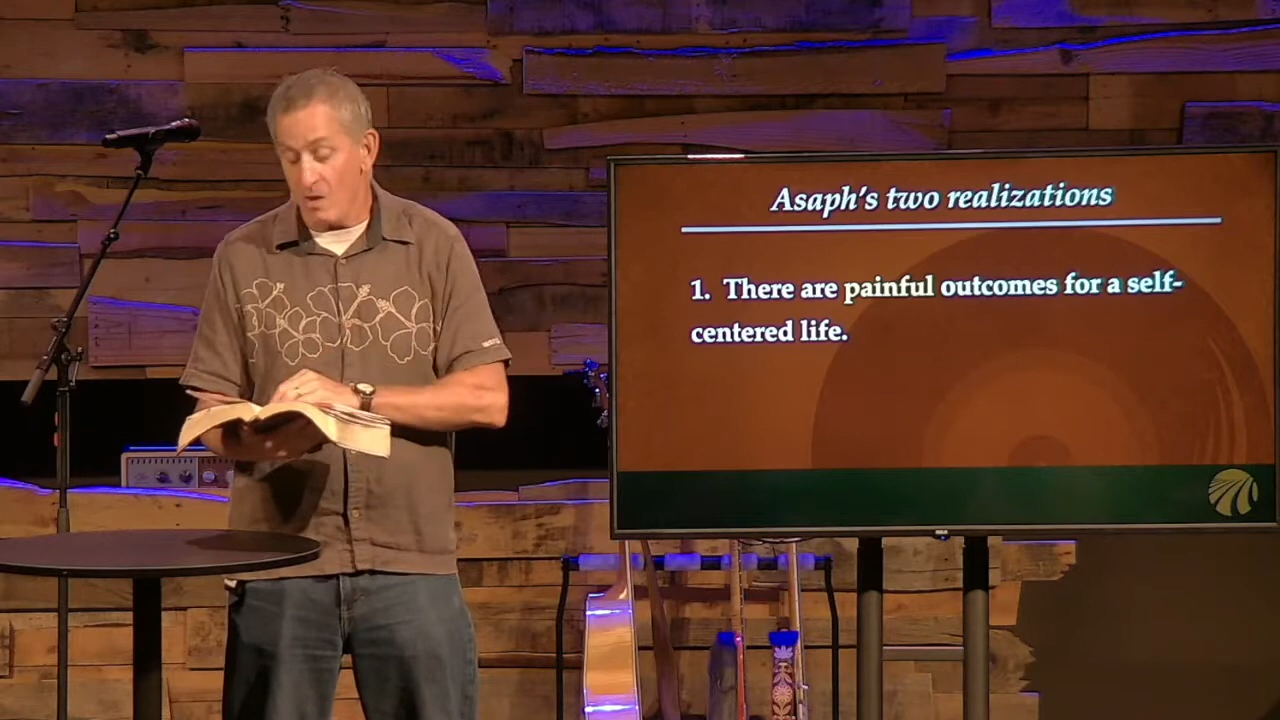 Asaph's two realizations
1. There are painful outcomes for a self-
centered life.